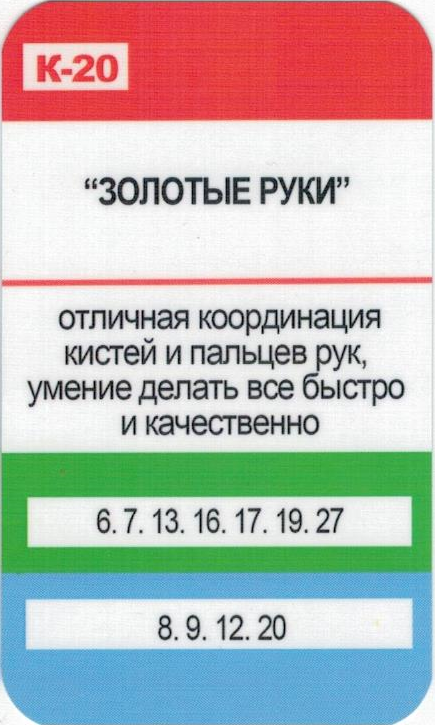 К-20
“ЗОЛОТЫЕ РУКИ”
отличная координация
кистей и пальцев рук,
умение делать все быстро
и качественно
6. 7. 13. 16. 17. 19. 27
8. 9. 12. 20